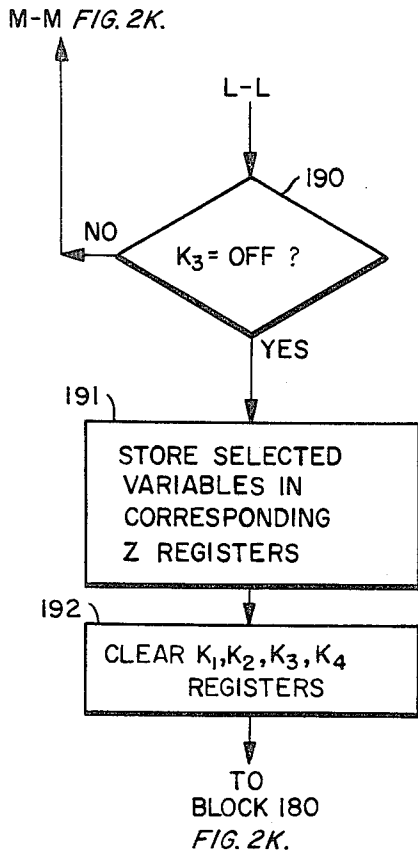 M-M FIG. 2K.
L-L
190
NO
K₃ = OFF ?
YES
191
STORE SELECTED
VARIABLES IN
CORRESPONDING
Z REGISTERS
192
CLEAR K₁,K₂,K₃,K₄
REGISTERS
TO
BLOCK 180
FIG. 2K.